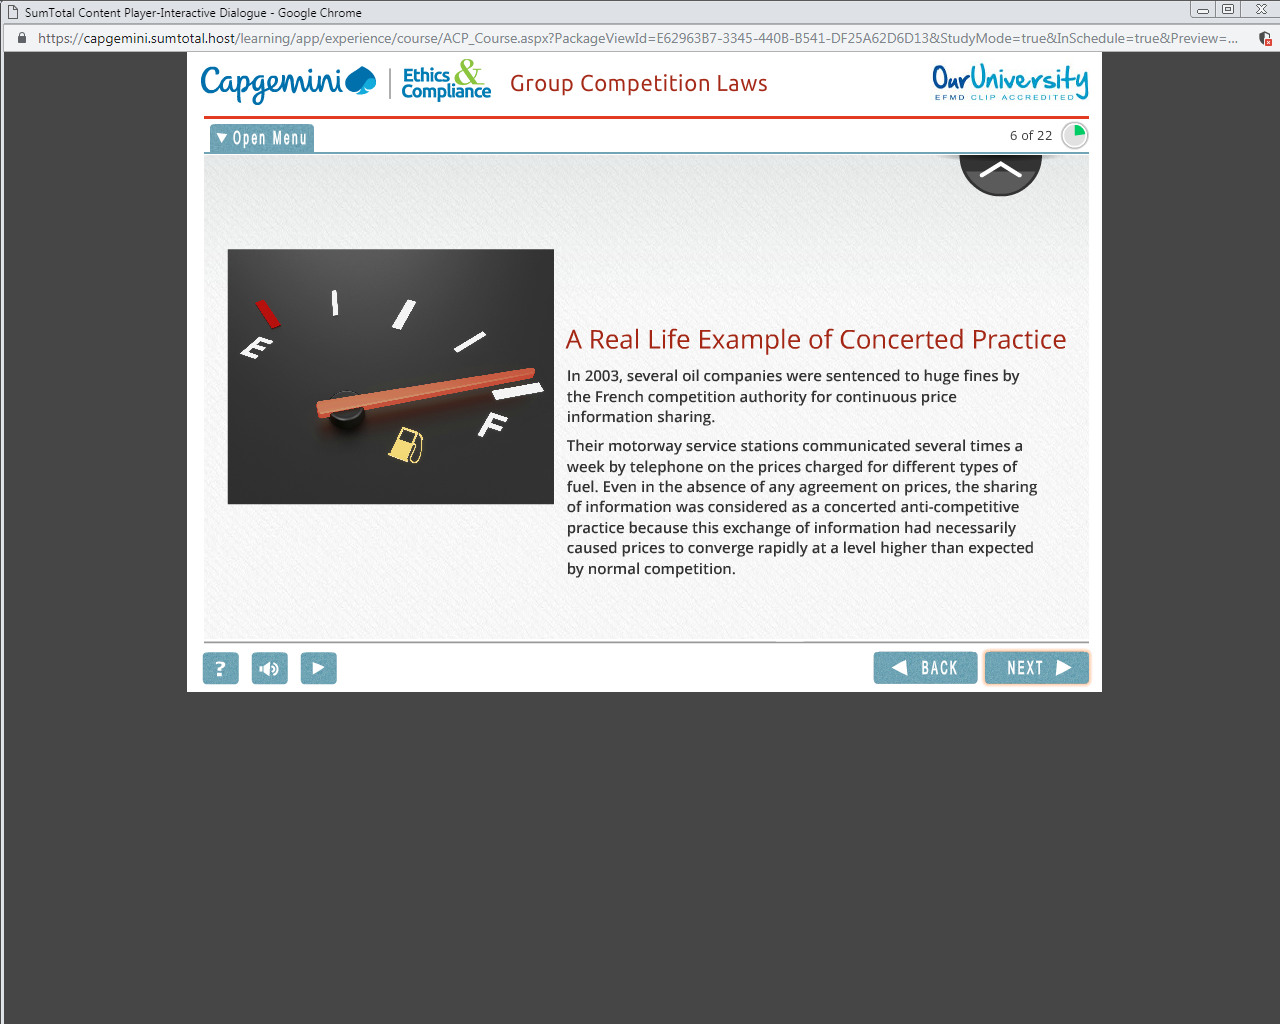 SumTotal Content Player-Interactive Dialogue - Google Chrome
https://capgemini.sumtotal.host/learning/app/experience/course/ACP_Course.aspx?PackageViewId=E62963B7-3345-440B-B541-DF25A62D6D13&StudyMode=true&InSchedule=true&Preview=...
Capgemini
Ethics & Compliance
Group Competition Laws
OurUniversity
EFMD CLIP ACCREDITED
Open Menu
6 of 22
E
F
A Real Life Example of Concerted Practice
In 2003, several oil companies were sentenced to huge fines by
the French competition authority for continuous price
information sharing.
Their motorway service stations communicated several times a
week by telephone on the prices charged for different types of
fuel. Even in the absence of any agreement on prices, the sharing
of information was considered as a concerted anti-competitive
practice because this exchange of information had necessarily
caused prices to converge rapidly at a level higher than expected
by normal competition.
?
BACK
NEXT